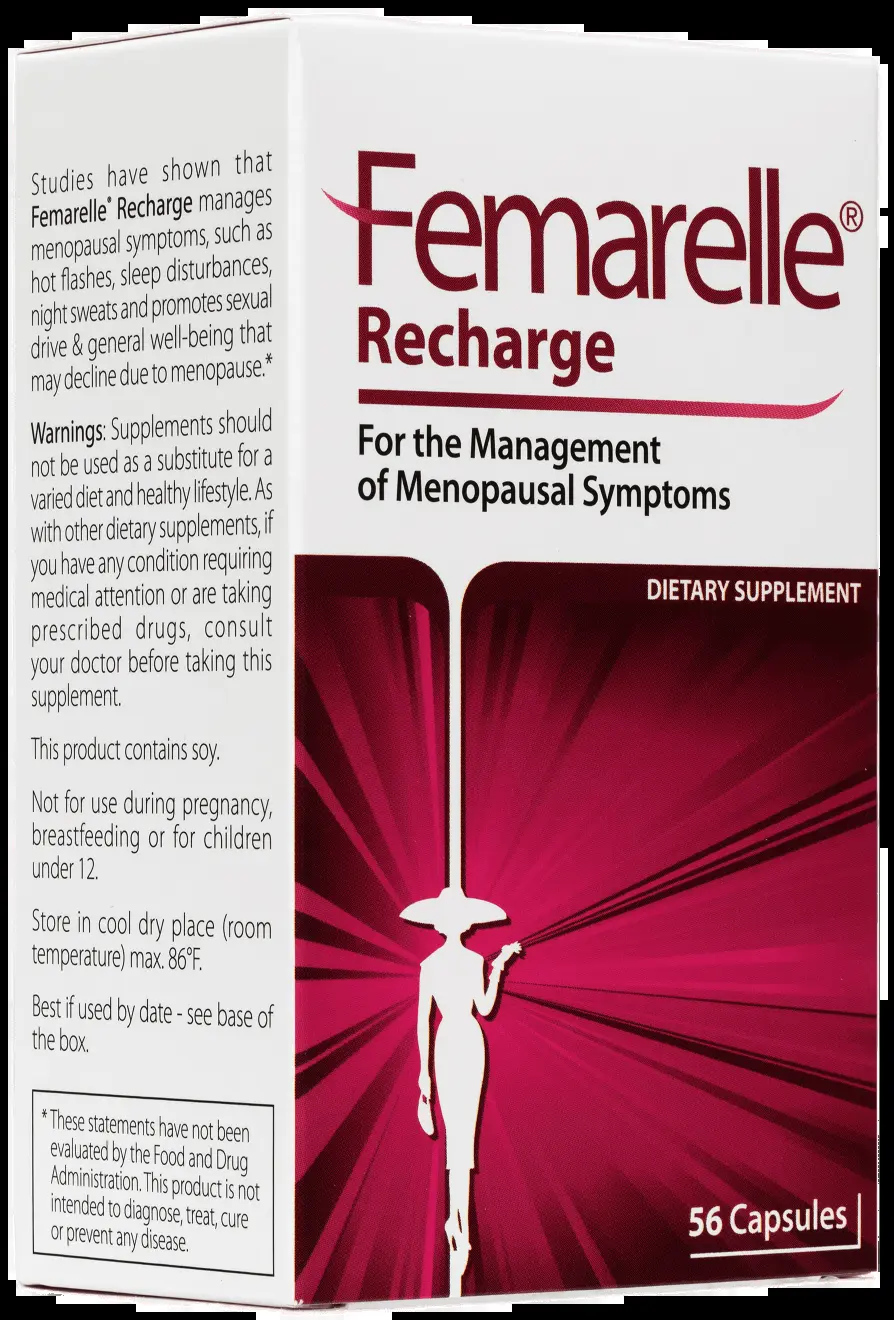 Studies have shown that
Femarelle® Recharge manages
menopausal symptoms, such as
hot flashes, sleep disturbances,
night sweats and promotes sexual
drive & general well-being that
may decline due to menopause.*
Warnings: Supplements should
not be used as a substitute for a
varied diet and healthy lifestyle. As
with other dietary supplements, if
you have any condition requiring
medical attention or are taking
prescribed drugs, consult
your doctor before taking this
supplement.
This product contains soy.
Not for use during pregnancy,
breastfeeding or for children
under 12.
Store in cool dry place (room
temperature) max. 86°F.
Best if used by date - see base of
the box.
* These statements have not been
evaluated by the Food and Drug
Administration. This product is not
intended to diagnose, treat, cure
or prevent any disease.
Femarelle®
Recharge
For the Management
of Menopausal Symptoms
DIETARY SUPPLEMENT
56 Capsules